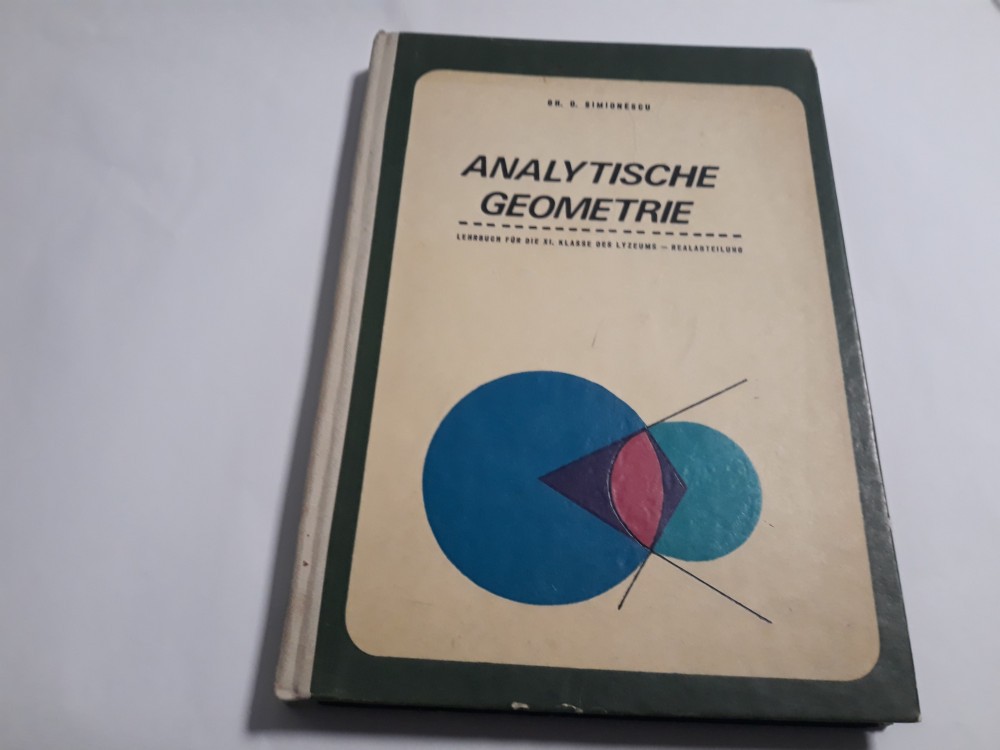 GH. D. SIMIONESCU
ANALYTISCHE
GEOMETRIE
LEHRBUCH FÜR DIE XI. KLASSE DES LYZEUMS — REALABTEILUNG